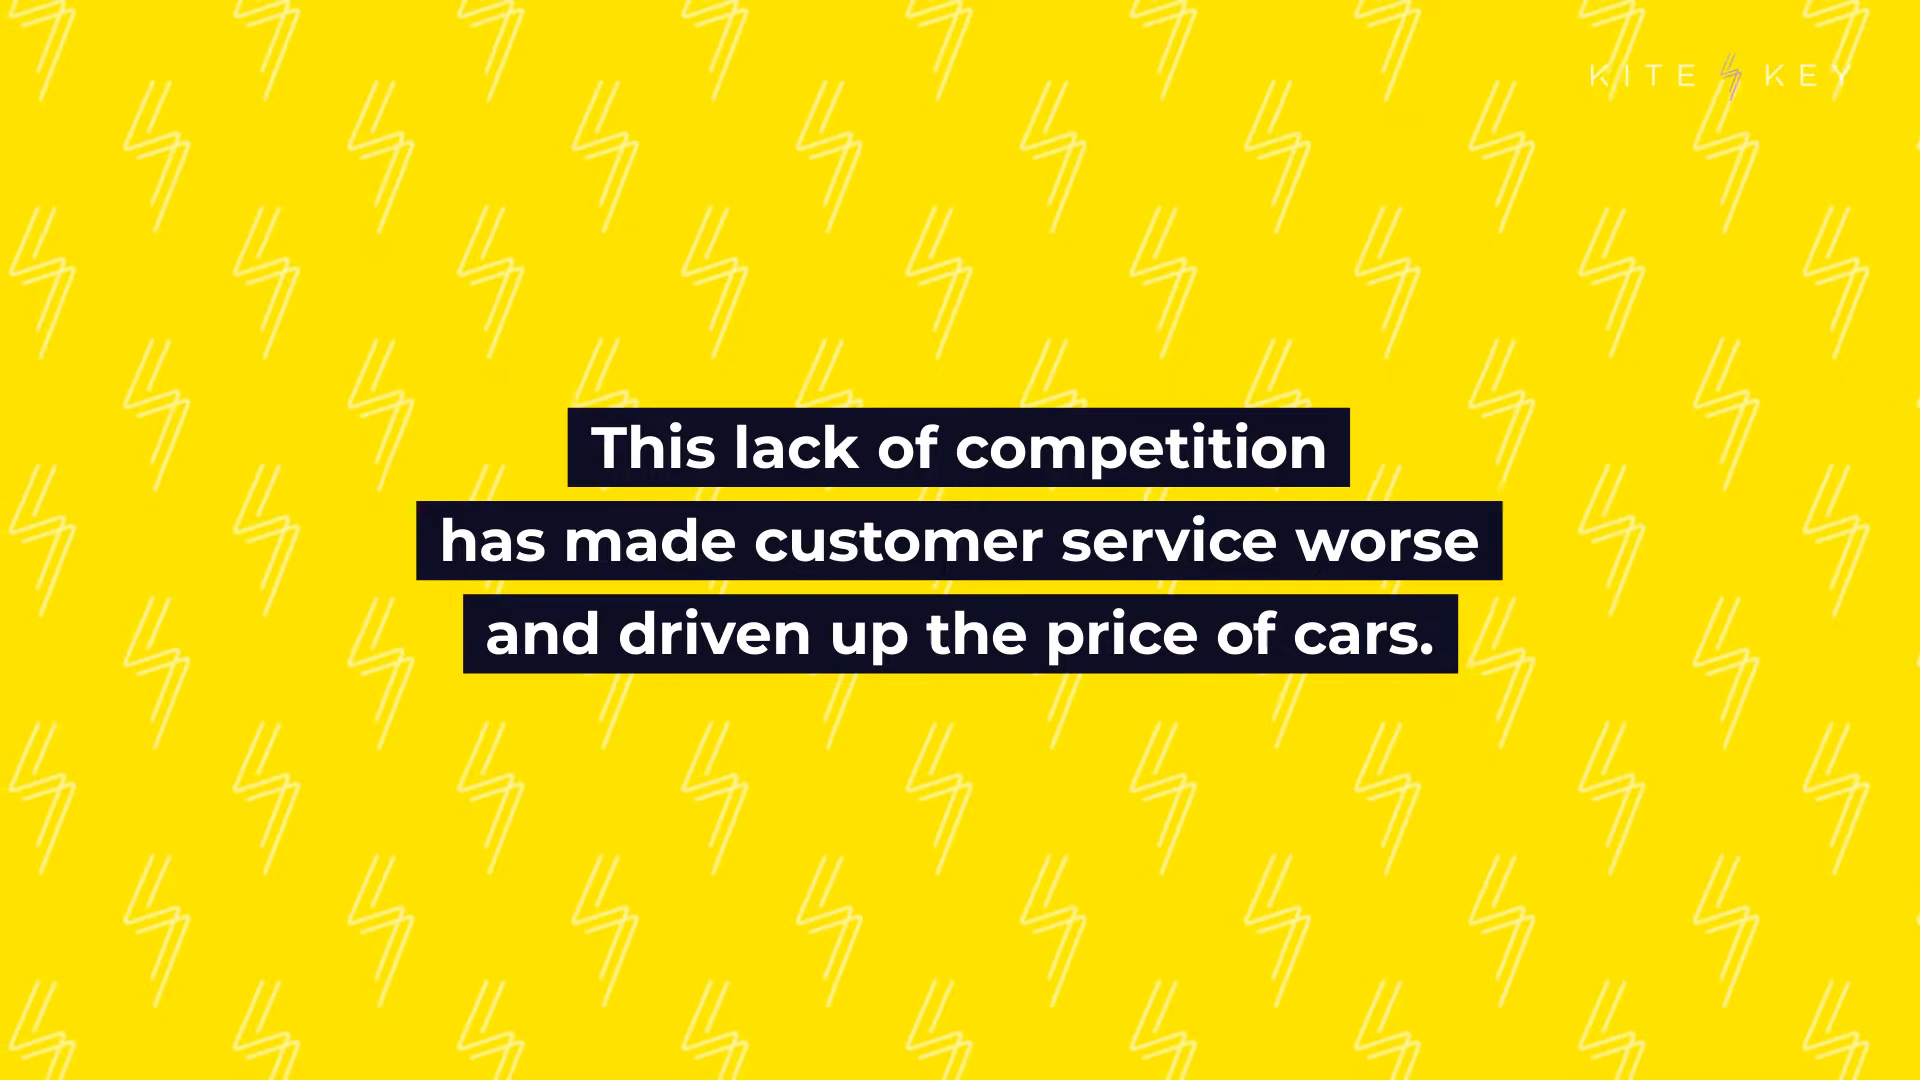 KITE KEY
This lack of competition
has made customer service worse
and driven up the price of cars.